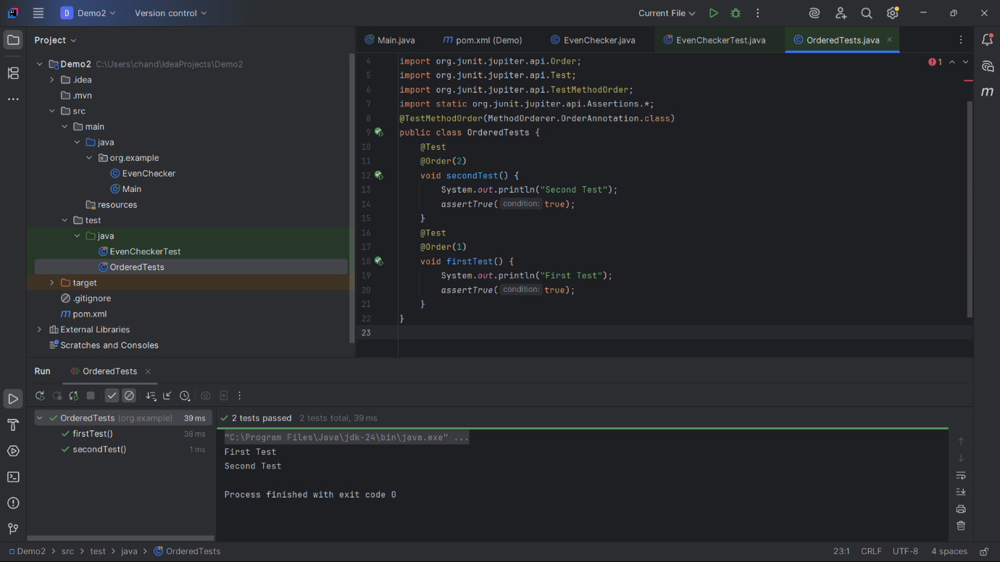 D Demo2 Version control Current File
Project
Main.java
m pom.xml (Demo)
EvenChecker.java
EvenCheckerTest.java
OrderedTests.java
Demo2 C:\Users\chand\IdeaProjects\Demo2
.idea
.mvn
src
main
java
org.example
EvenChecker
Main
resources
test
java
EvenCheckerTest
OrderedTests
target
.gitignore
m pom.xml
External Libraries
Scratches and Consoles
4 import org.junit.jupiter.api.Order;
5 import org.junit.jupiter.api.Test;
6 import org.junit.jupiter.api.TestMethodOrder;
7 import static org.junit.jupiter.api.Assertions.*;
8 @TestMethodOrder(MethodOrderer.OrderAnnotation.class)
9 public class OrderedTests {
10 @Test
11 @Order(2)
12 void secondTest() {
13 System.out.println("Second Test");
14 assertTrue( condition: true);
15 }
16 @Test
17 @Order(1)
18 void firstTest() {
19 System.out.println("First Test");
20 assertTrue( condition: true);
21 }
22 }
23
1
m
Run OrderedTests
OrderedTests (org.example) 39 ms
firstTest() 38 ms
secondTest() 1 ms
2 tests passed 2 tests total, 39 ms
"C:\Program Files\Java\jdk-24\bin\java.exe" ...
First Test
Second Test
Process finished with exit code 0
Demo2 > src > test > java > OrderedTests
23:1 CRLF UTF-8 4 spaces